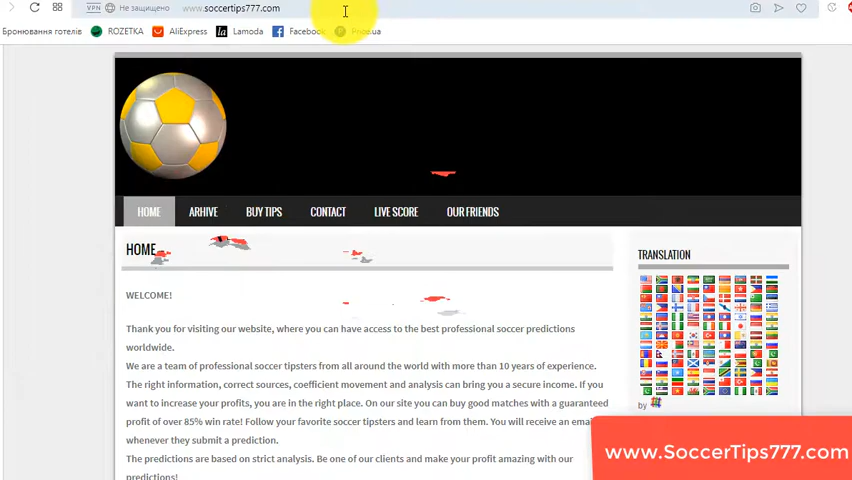 VPN Не защищено www.soccertips777.com
Бронювання готелів ROZETKA AliExpress la Lamoda Facebook
HOME ARHIVE BUY TIPS CONTACT LIVE SCORE OUR FRIENDS
HOME
TRANSLATION
WELCOME!
Thank you for visiting our website, where you can have access to the best professional soccer predictions
worldwide.
We are a team of professional soccer tipsters from all around the world with more than 10 years of experience.
The right information, correct sources, coefficient movement and analysis can bring you a secure income. If you
want to increase your profits, you are in the right place. On our site you can buy good matches with a guaranteed
profit of over 85% win rate! Follow your favorite soccer tipsters and learn from them. You will receive an email
whenever they submit a prediction.
The predictions are based on strict analysis. Be one of our clients and make your profit amazing with our
predictions!
by
www.SoccerTips777.com